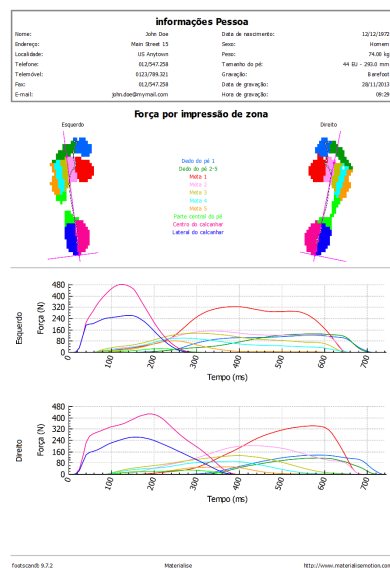 informações Pessoa
Nome: John Doe Data de nascimento: 12/12/1972
Endereço: Main Street 15 Sexo: Homem
Localidade: US Anytown Peso: 74.00 kg
Telefone: 012/547.258 Tamanho do pé: 44 EU - 293.0 mm
Telemóvel: 0123/789.321 Gravação: Barefoot
Fax: 012/547.258 Data de gravação: 28/11/2013
E-mail: john.doe@mymail.com Hora de gravação: 09:29
Força por impressão de zona
Esquerdo Direito
Dedo do pé 1
Dedo do pé 2-5
Meta 1
Meta 2
Meta 3
Meta 4
Meta 5
Parte central do pé
Centro do calcanhar
Lateral do calcanhar
Esquerdo
Força (N)
480
400
320
240
160
80
0
0 100 200 300 400 500 600 700
Tempo (ms)
Direito
Força (N)
480
400
320
240
160
80
0
0 100 200 300 400 500 600 700
Tempo (ms)
footscan® 9.7.2 Materialise http://www.materialisemotion.com